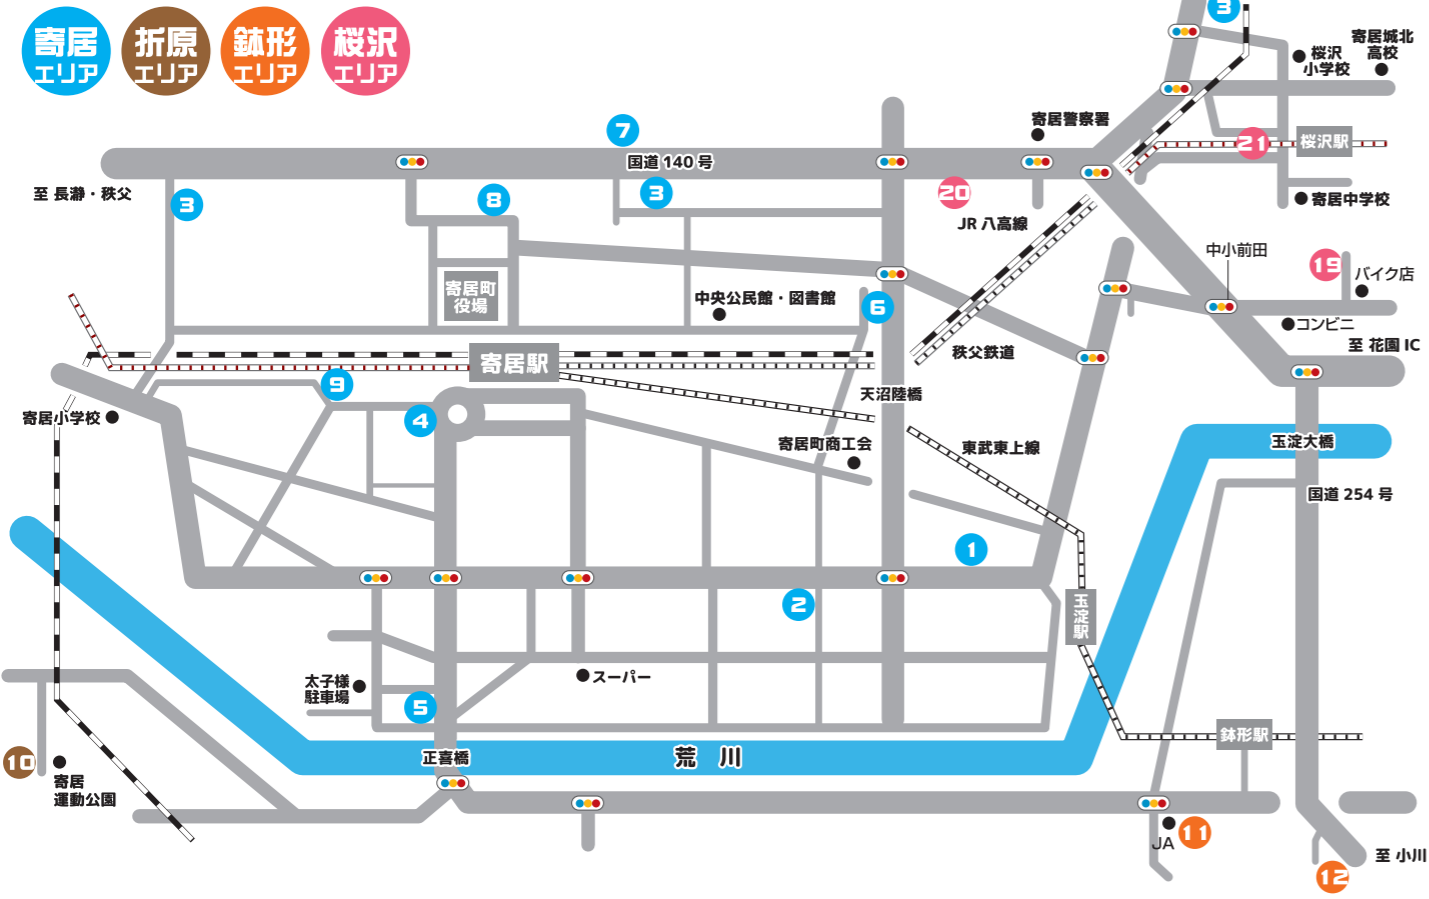 寄居
エリア
折原
エリア
鉢形
エリア
桜沢
エリア
3
寄居城北
高校
桜沢
小学校
寄居警察署
7
国道 140 号
21
桜沢駅
至 長瀞・秩父
3
8
3
20
寄居中学校
JR 八高線
中小前田
19
バイク店
寄居町
役場
中央公民館・図書館
6
コンビニ
至 花園 IC
寄居駅
秩父鉄道
9
天沼陸橋
寄居小学校
4
寄居町商工会
東武東上線
玉淀大橋
国道 254 号
1
2
玉淀駅
太子様
駐車場
スーパー
5
鉢形駅
正喜橋
荒 川
10
寄居
運動公園
JA
11
至 小川
12